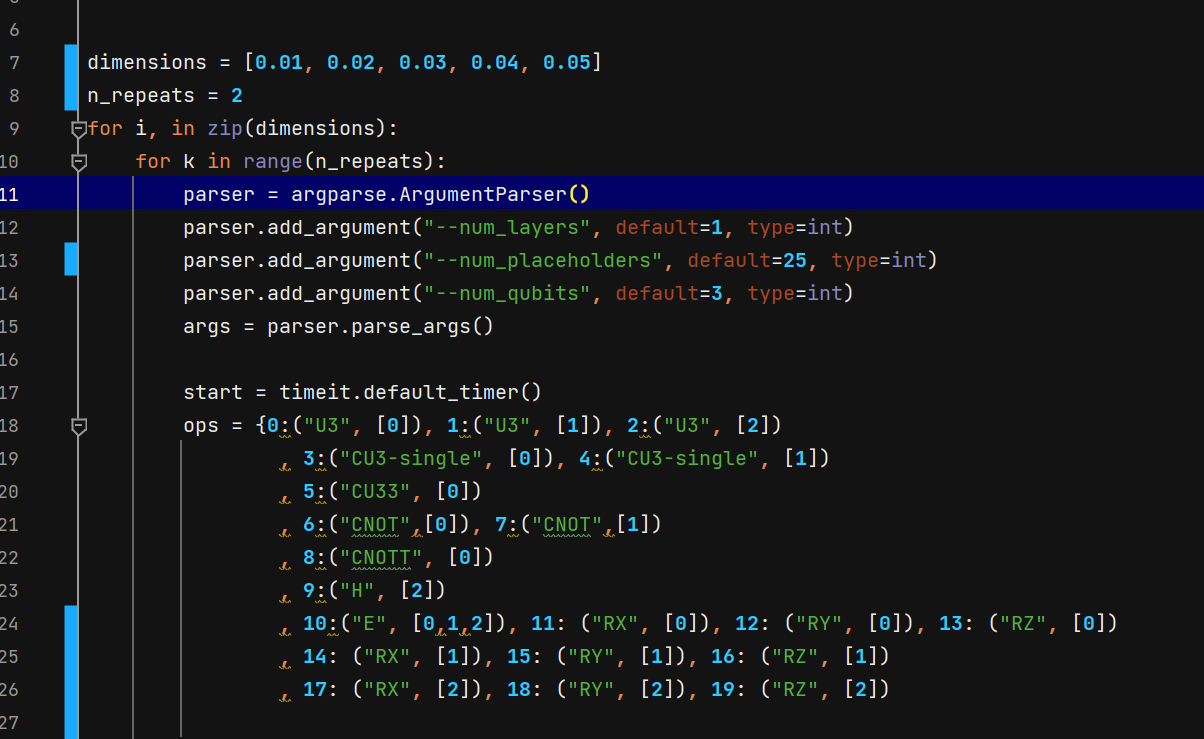 6
7 dimensions = [0.01, 0.02, 0.03, 0.04, 0.05]
8 n_repeats = 2
9 for i, in zip(dimensions):
10     for k in range(n_repeats):
11         parser = argparse.ArgumentParser()
12         parser.add_argument("--num_layers", default=1, type=int)
13         parser.add_argument("--num_placeholders", default=25, type=int)
14         parser.add_argument("--num_qubits", default=3, type=int)
15         args = parser.parse_args()
16
17         start = timeit.default_timer()
18         ops = {0:("U3", [0]), 1:("U3", [1]), 2:("U3", [2])
19                 , 3:("CU3-single", [0]), 4:("CU3-single", [1])
20                 , 5:("CU33", [0])
21                 , 6:("CNOT",[0]), 7:("CNOT",[1])
22                 , 8:("CNOTT", [0])
23                 , 9:("H", [2])
24                 , 10:("E", [0,1,2]), 11: ("RX", [0]), 12: ("RY", [0]), 13: ("RZ", [0])
25                 , 14: ("RX", [1]), 15: ("RY", [1]), 16: ("RZ", [1])
26                 , 17: ("RX", [2]), 18: ("RY", [2]), 19: ("RZ", [2])
27